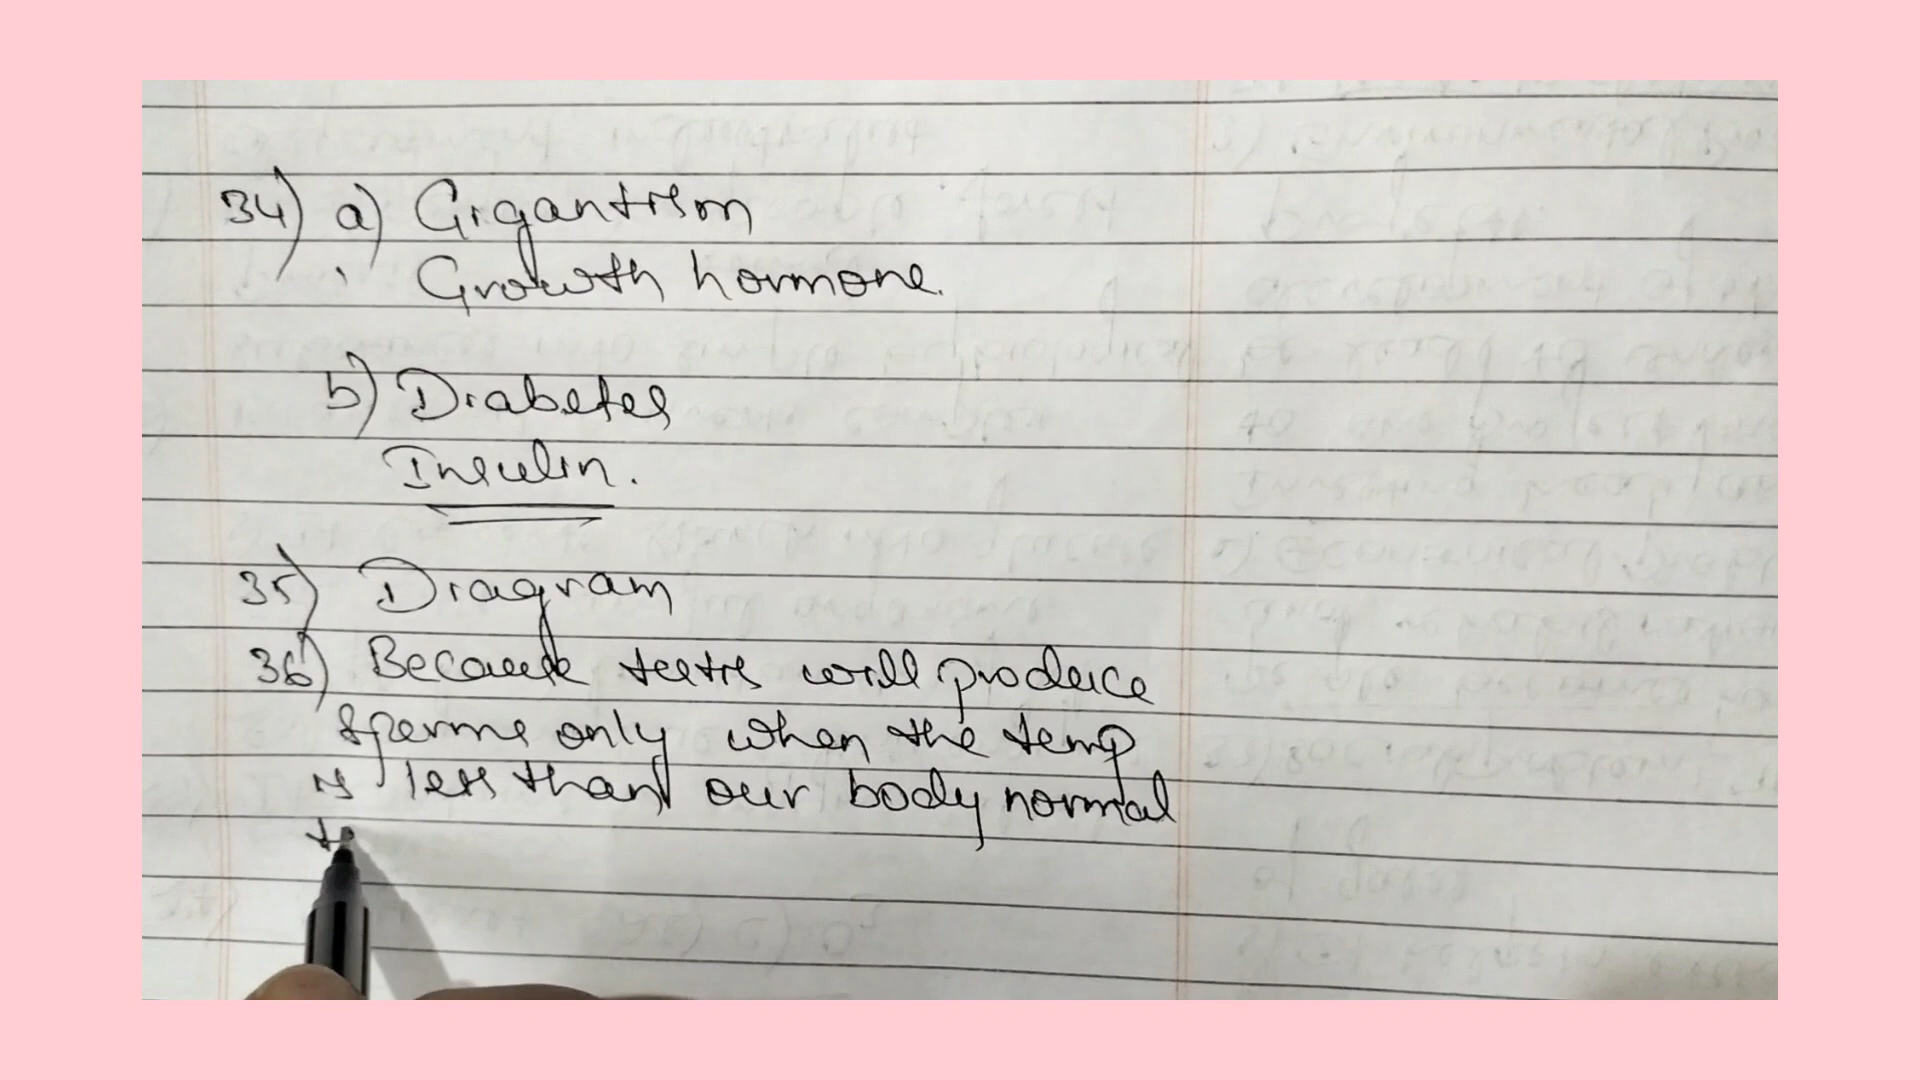 34) a) Gigantism
Growth hormone.
b) Diabetes
Insulin.
35) Diagram
36) Because testis will produce
sperms only when the temp
is less than our body normal